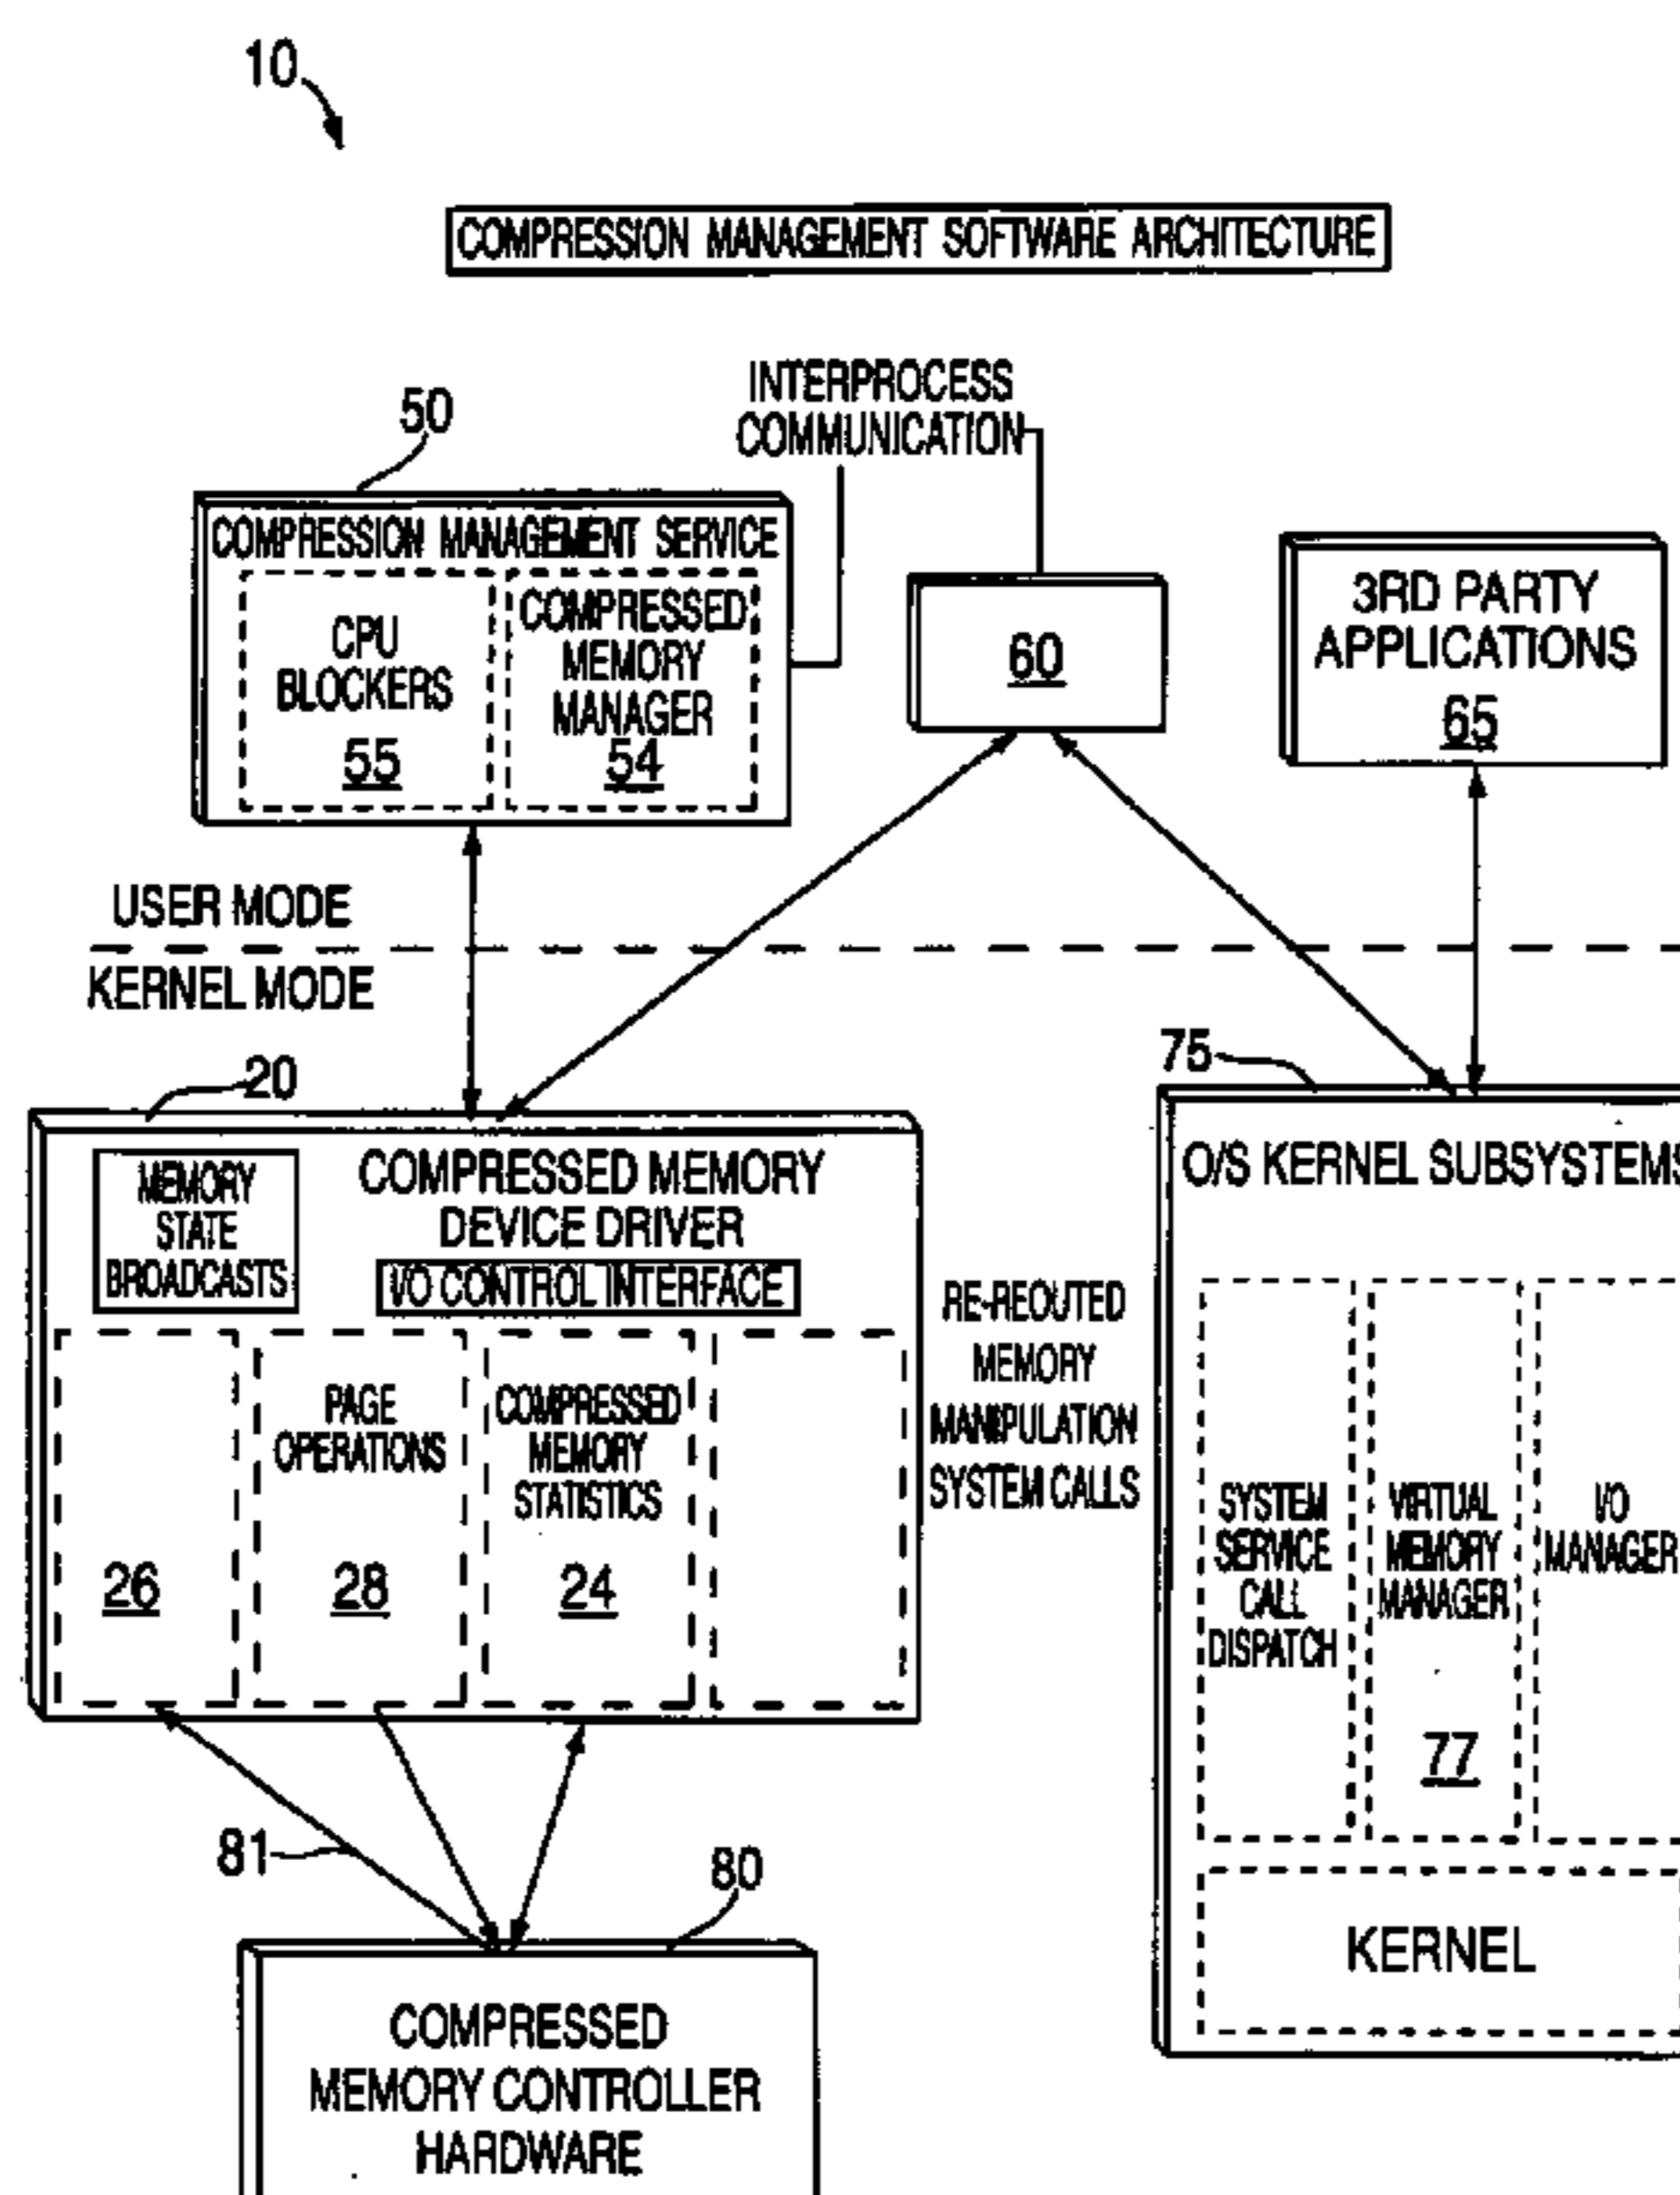 10
COMPRESSION MANAGEMENT SOFTWARE ARCHITECTURE
INTERPROCESS
COMMUNICATION
50
COMPRESSION MANAGEMENT SERVICE
CPU
BLOCKERS
55
COMPRESSED
MEMORY
MANAGER
54
60
3RD PARTY
APPLICATIONS
65
USER MODE
KERNEL MODE
20
MEMORY
STATE
BROADCASTS
COMPRESSED MEMORY
DEVICE DRIVER
I/O CONTROL INTERFACE
26
PAGE
OPERATIONS
28
COMPRESSED
MEMORY
STATISTICS
24
RE-REOUTED
MEMORY
MANIPULATION
SYSTEM CALLS
75
O/S KERNEL SUBSYSTEMS
SYSTEM
SERVICE
CALL
DISPATCH
VIRTUAL
MEMORY
MANAGER
77
I/O
MANAGER
KERNEL
81
80
COMPRESSED
MEMORY CONTROLLER
HARDWARE